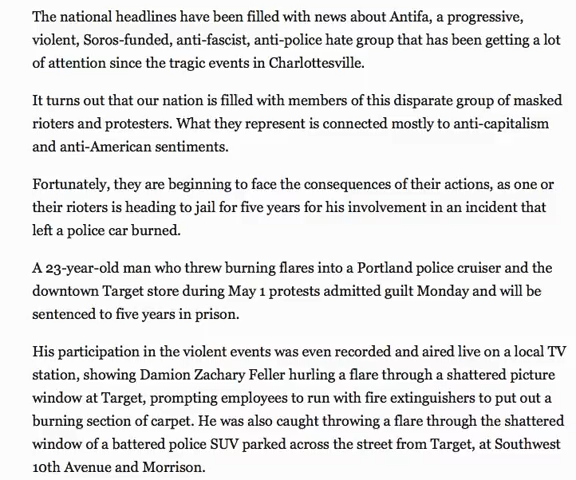 The national headlines have been filled with news about Antifa, a progressive,
violent, Soros-funded, anti-fascist, anti-police hate group that has been getting a lot
of attention since the tragic events in Charlottesville.
It turns out that our nation is filled with members of this disparate group of masked
rioters and protesters. What they represent is connected mostly to anti-capitalism
and anti-American sentiments.
Fortunately, they are beginning to face the consequences of their actions, as one or
their rioters is heading to jail for five years for his involvement in an incident that
left a police car burned.
A 23-year-old man who threw burning flares into a Portland police cruiser and the
downtown Target store during May 1 protests admitted guilt Monday and will be
sentenced to five years in prison.
His participation in the violent events was even recorded and aired live on a local TV
station, showing Damion Zachary Feller hurling a flare through a shattered picture
window at Target, prompting employees to run with fire extinguishers to put out a
burning section of carpet. He was also caught throwing a flare through the shattered
window of a battered police SUV parked across the street from Target, at Southwest
10th Avenue and Morrison.